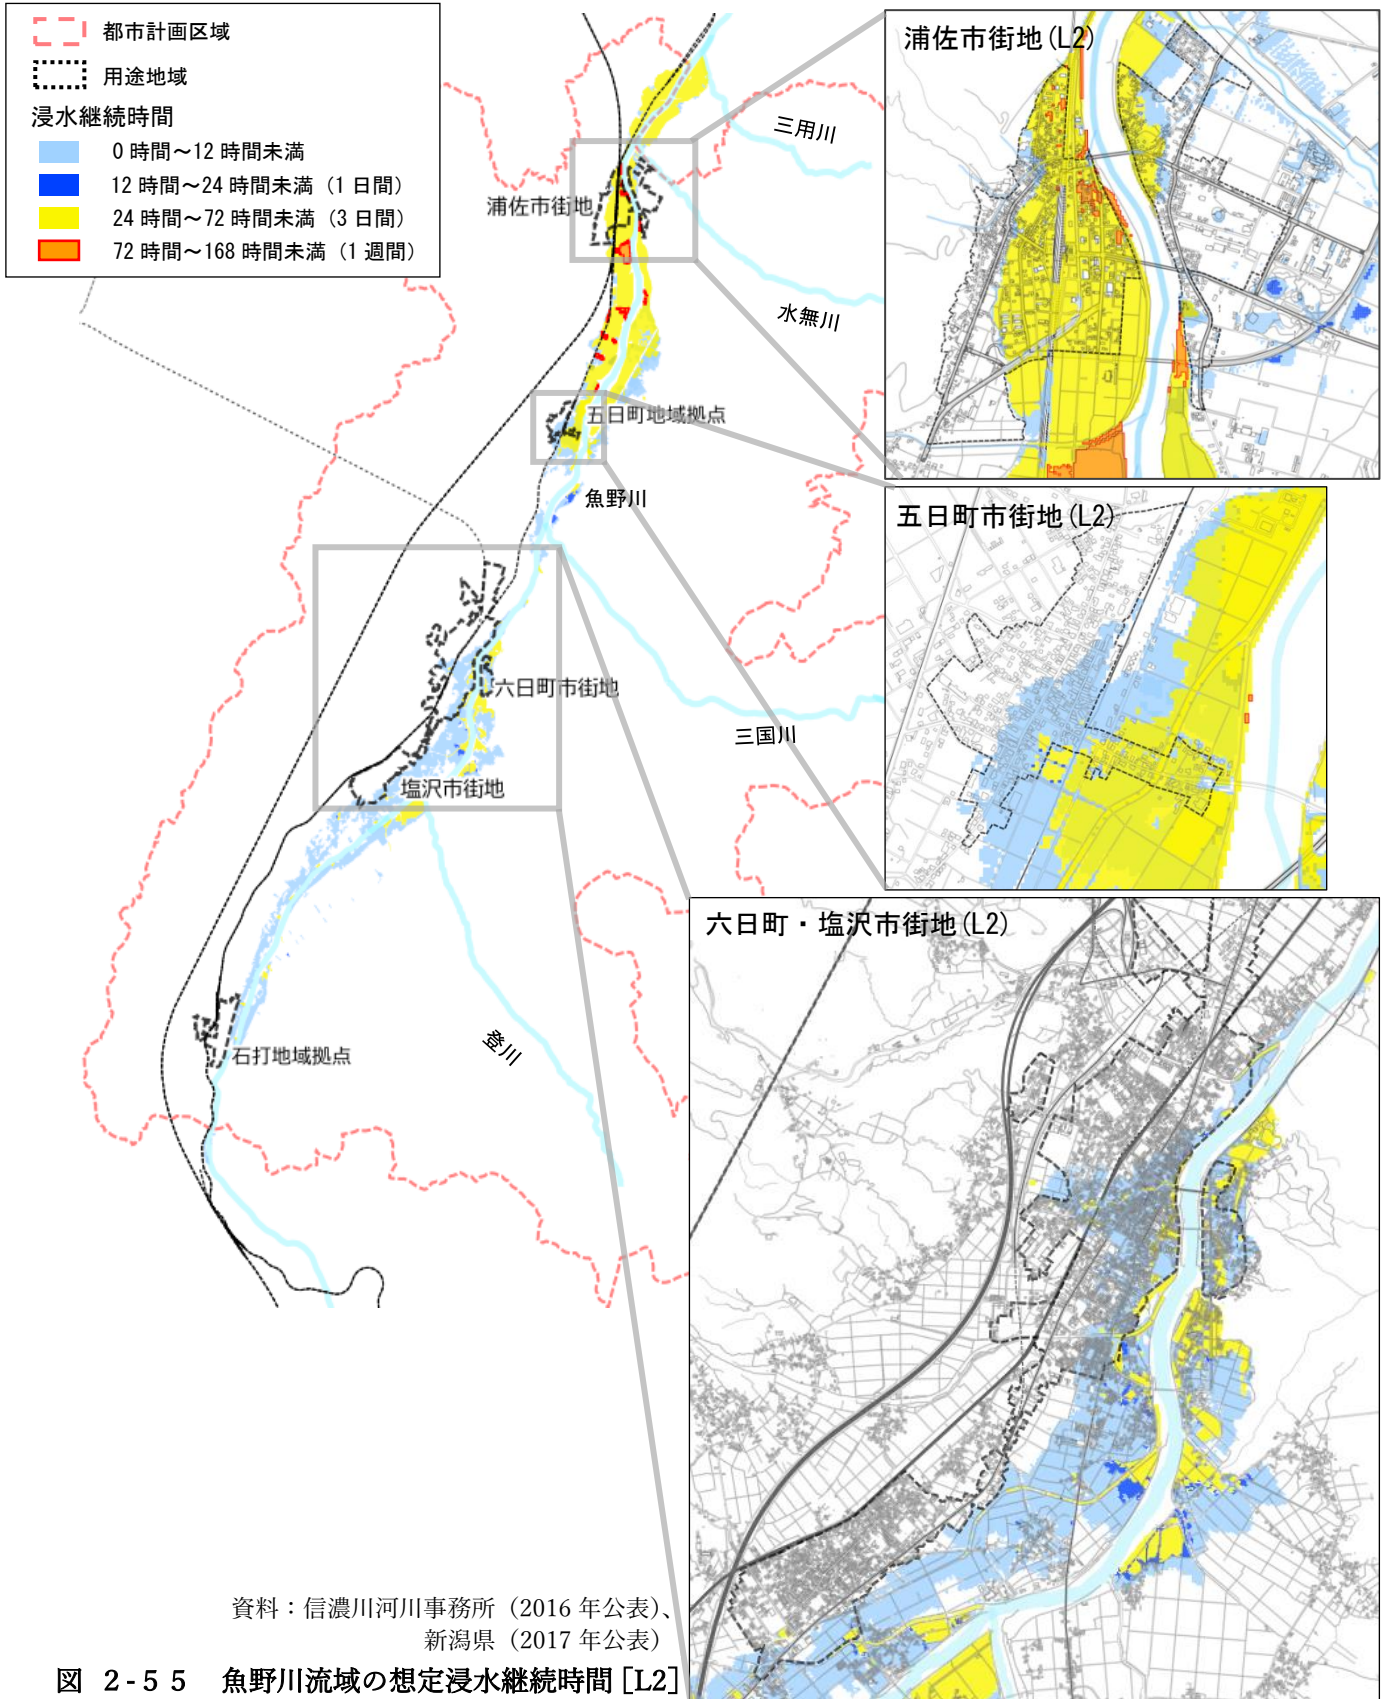 都市計画区域
用途地域
浸水継続時間
0 時間～12 時間未満
12 時間～24 時間未満（1 日間）
24 時間～72 時間未満（3 日間）
72 時間～168 時間未満（1 週間）
三用川
浦佐市街地
水無川
五日町地域拠点
魚野川
六日町市街地
三国川
塩沢市街地
登川
石打地域拠点
浦佐市街地(L2)
五日町市街地(L2)
六日町・塩沢市街地(L2)
資料：信濃川河川事務所（2016 年公表）、
新潟県（2017 年公表）
図 2-55 魚野川流域の想定浸水継続時間［L2］